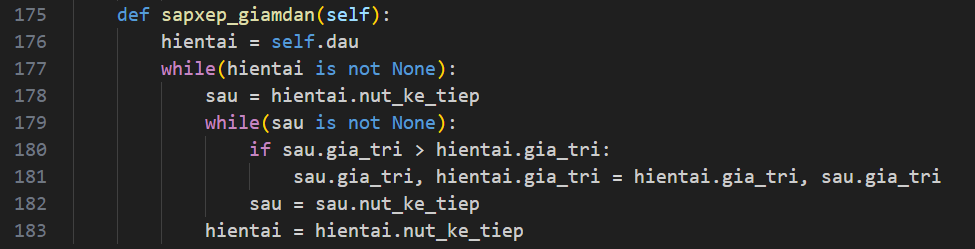 175 def sapxep_giamdan(self):
176 hientai = self.dau
177 while(hientai is not None):
178 sau = hientai.nut_ke_tiep
179 while(sau is not None):
180 if sau.gia_tri > hientai.gia_tri:
181 sau.gia_tri, hientai.gia_tri = hientai.gia_tri, sau.gia_tri
182 sau = sau.nut_ke_tiep
183 hientai = hientai.nut_ke_tiep